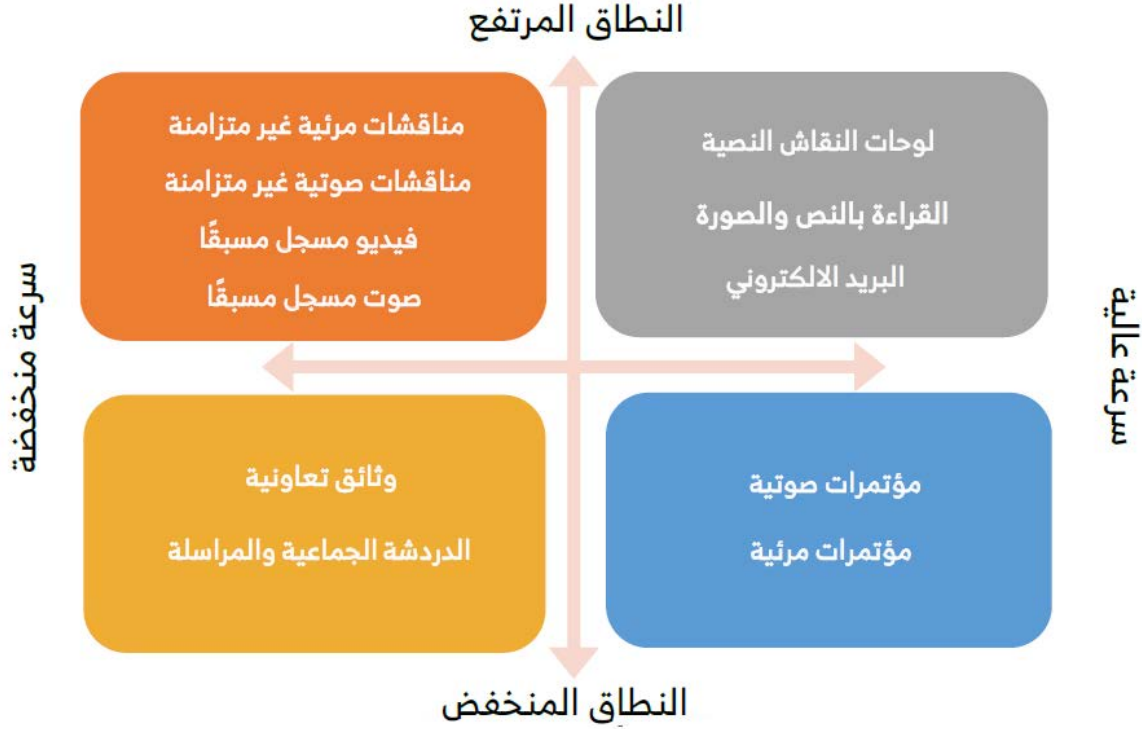 النطاق المرتفع
لوحات النقاش النصية
القراءة بالنص والصورة
البريد الالكتروني
مناقشات مرئية غير متزامنة
مناقشات صوتية غير متزامنة
فيديو مسجل مسبقًا
صوت مسجل مسبقًا
سرعة عالية
سرعة منخفضة
مؤتمرات صوتية
مؤتمرات مرئية
وثائق تعاونية
الدردشة الجماعية والمراسلة
النطاق المنخفض